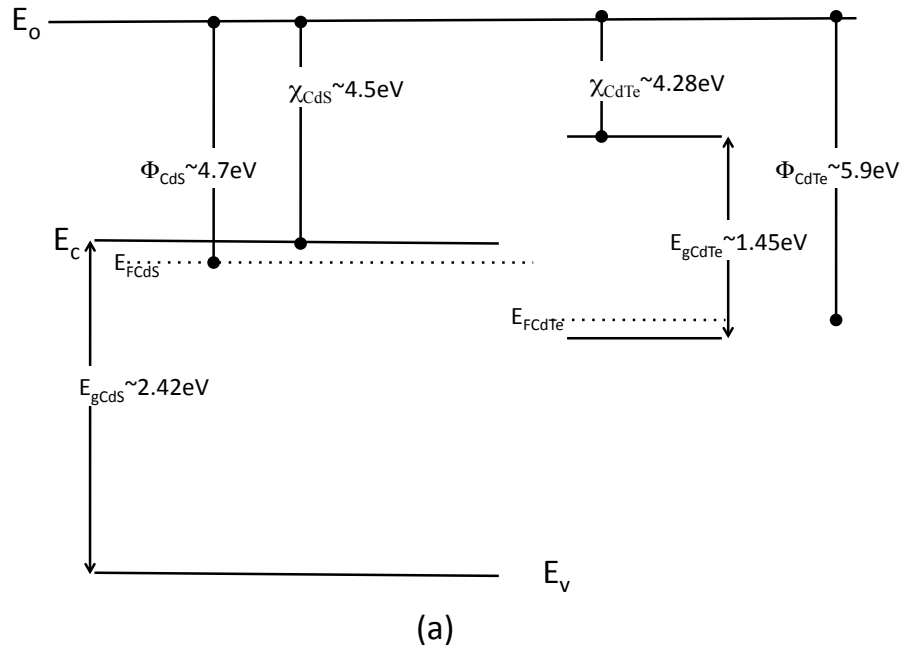 E₀
χCdS~4.5eV
χCdTe~4.28eV
ΦCdS~4.7eV
ΦCdTe~5.9eV
Ec
EFCdS
EgCdTe~1.45eV
EFCdTe
EgCdS~2.42eV
Ev
(a)